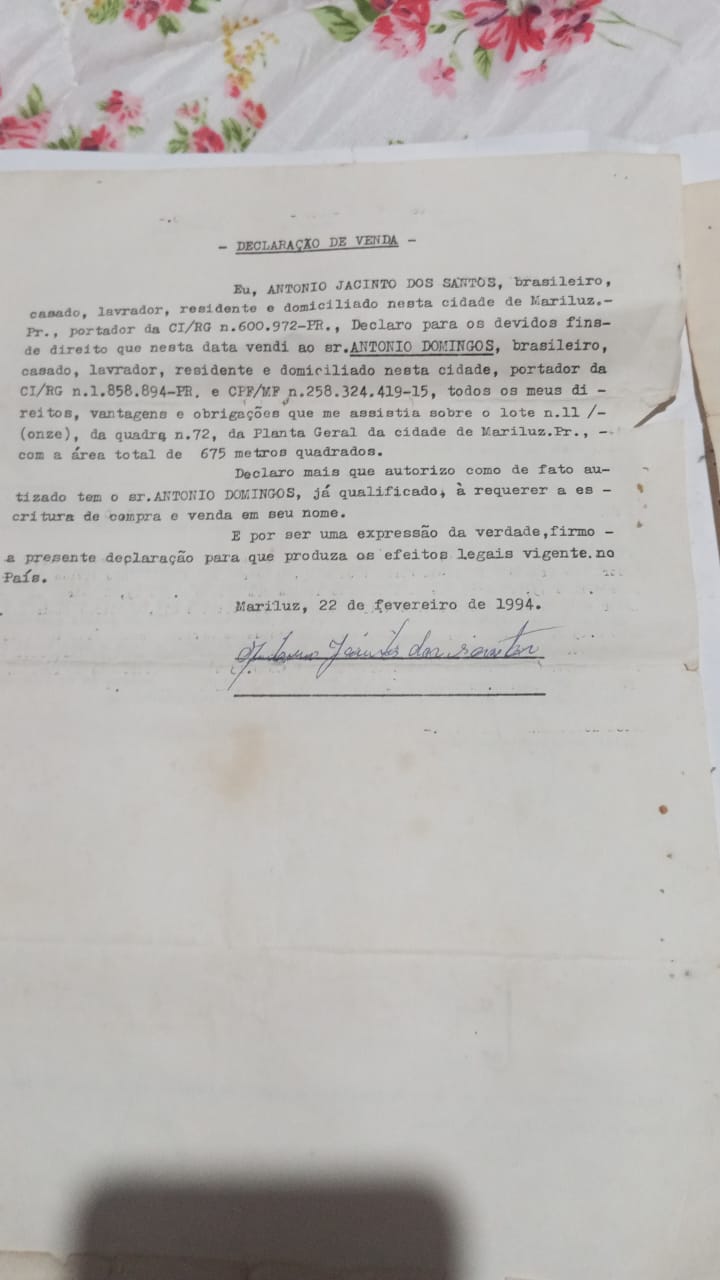 - DECLARAÇÃO DE VENDA -
Eu, ANTONIO JACINTO DOS SANTOS, brasileiro,
casado, lavrador, residente e domiciliado nesta cidade de Mariluz.-
Pr., portador da CI/RG n.600.972-PR., Declaro para os devidos fins-
de direito que nesta data vendi ao sr.ANTONIO DOMINGOS, brasileiro,
casado, lavrador, residente e domiciliado nesta cidade, portador da
CI/RG n.1.858.894-PR. e CPF/MF n.258.324.419-15, todos os meus di -
reitos, vantagens e obrigações que me assistia sobre o lote n.11 /-
(onze), da quadra n.72, da Planta Geral da cidade de Mariluz.Pr., -
com a área total de 675 metros quadrados.
Declaro mais que autorizo como de fato au-
tizado tem o sr.ANTONIO DOMINGOS, já qualificado, à requerer a es -
critura de compra e venda em seu nome.
E por ser uma expressão da verdade,firmo -
a presente declaração para que produza os efeitos legais vigente.no
País.
Mariluz, 22 de fevereiro de 1994.
dos santos